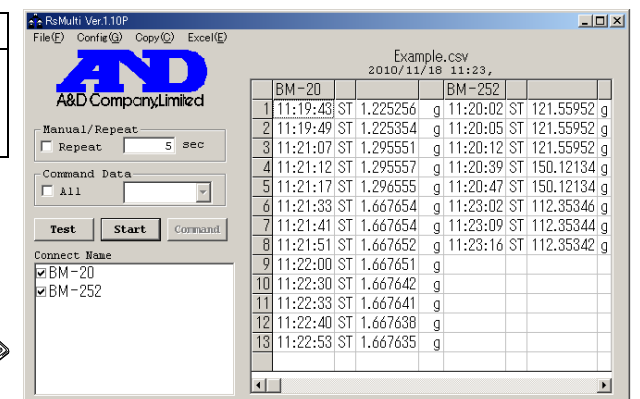 RsMulti Ver.1.10P
File(F) Config(G) Copy(C) Excel(E)
AND
A&D Company,Limited
Manual/Repeat
Repeat 5 sec
Command Data
All
Test Start Command
Connect Name
BM-20
BM-252
Example.csv
2010/11/18 11:23,
BM-20 BM-252
1 11:19:43 ST 1.225256 g 11:20:02 ST 121.55952 g
2 11:19:49 ST 1.225354 g 11:20:05 ST 121.55952 g
3 11:21:07 ST 1.295551 g 11:20:12 ST 121.55952 g
4 11:21:12 ST 1.295557 g 11:20:39 ST 150.12134 g
5 11:21:17 ST 1.296555 g 11:20:47 ST 150.12134 g
6 11:21:33 ST 1.667654 g 11:23:02 ST 112.35346 g
7 11:21:41 ST 1.667654 g 11:23:09 ST 112.35344 g
8 11:21:51 ST 1.667652 g 11:23:16 ST 112.35342 g
9 11:22:00 ST 1.667651 g
10 11:22:30 ST 1.667642 g
11 11:22:33 ST 1.667641 g
12 11:22:40 ST 1.667638 g
13 11:22:53 ST 1.667635 g